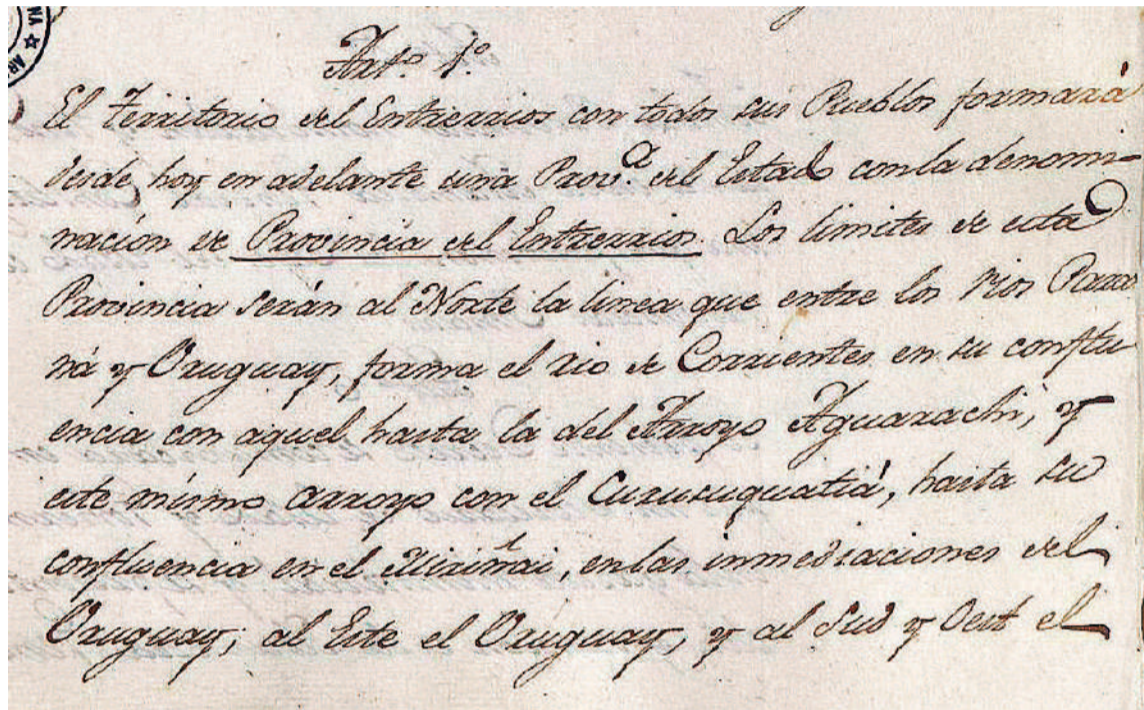 Art.º 1.º
El Territorio del Entrerrios con todos sus Pueblos formará
desde hoy en adelante una Prov.ª del Estado con la denomi-
nación de Provincia del Entrerrios. Los limites de esta
Provincia serán al Norte la linea que entre los rios Para
ná y Uruguay, forma el rio de Corrientes en su conflu
encia con aquel hasta la del Arroyo Aguarachi, y
este mismo arroyo con el Curusuquatiá, hasta su
confluencia en el Miriñai, en las inmediaciones del
Uruguay; al Este el Uruguay, y al Sud y Oest el